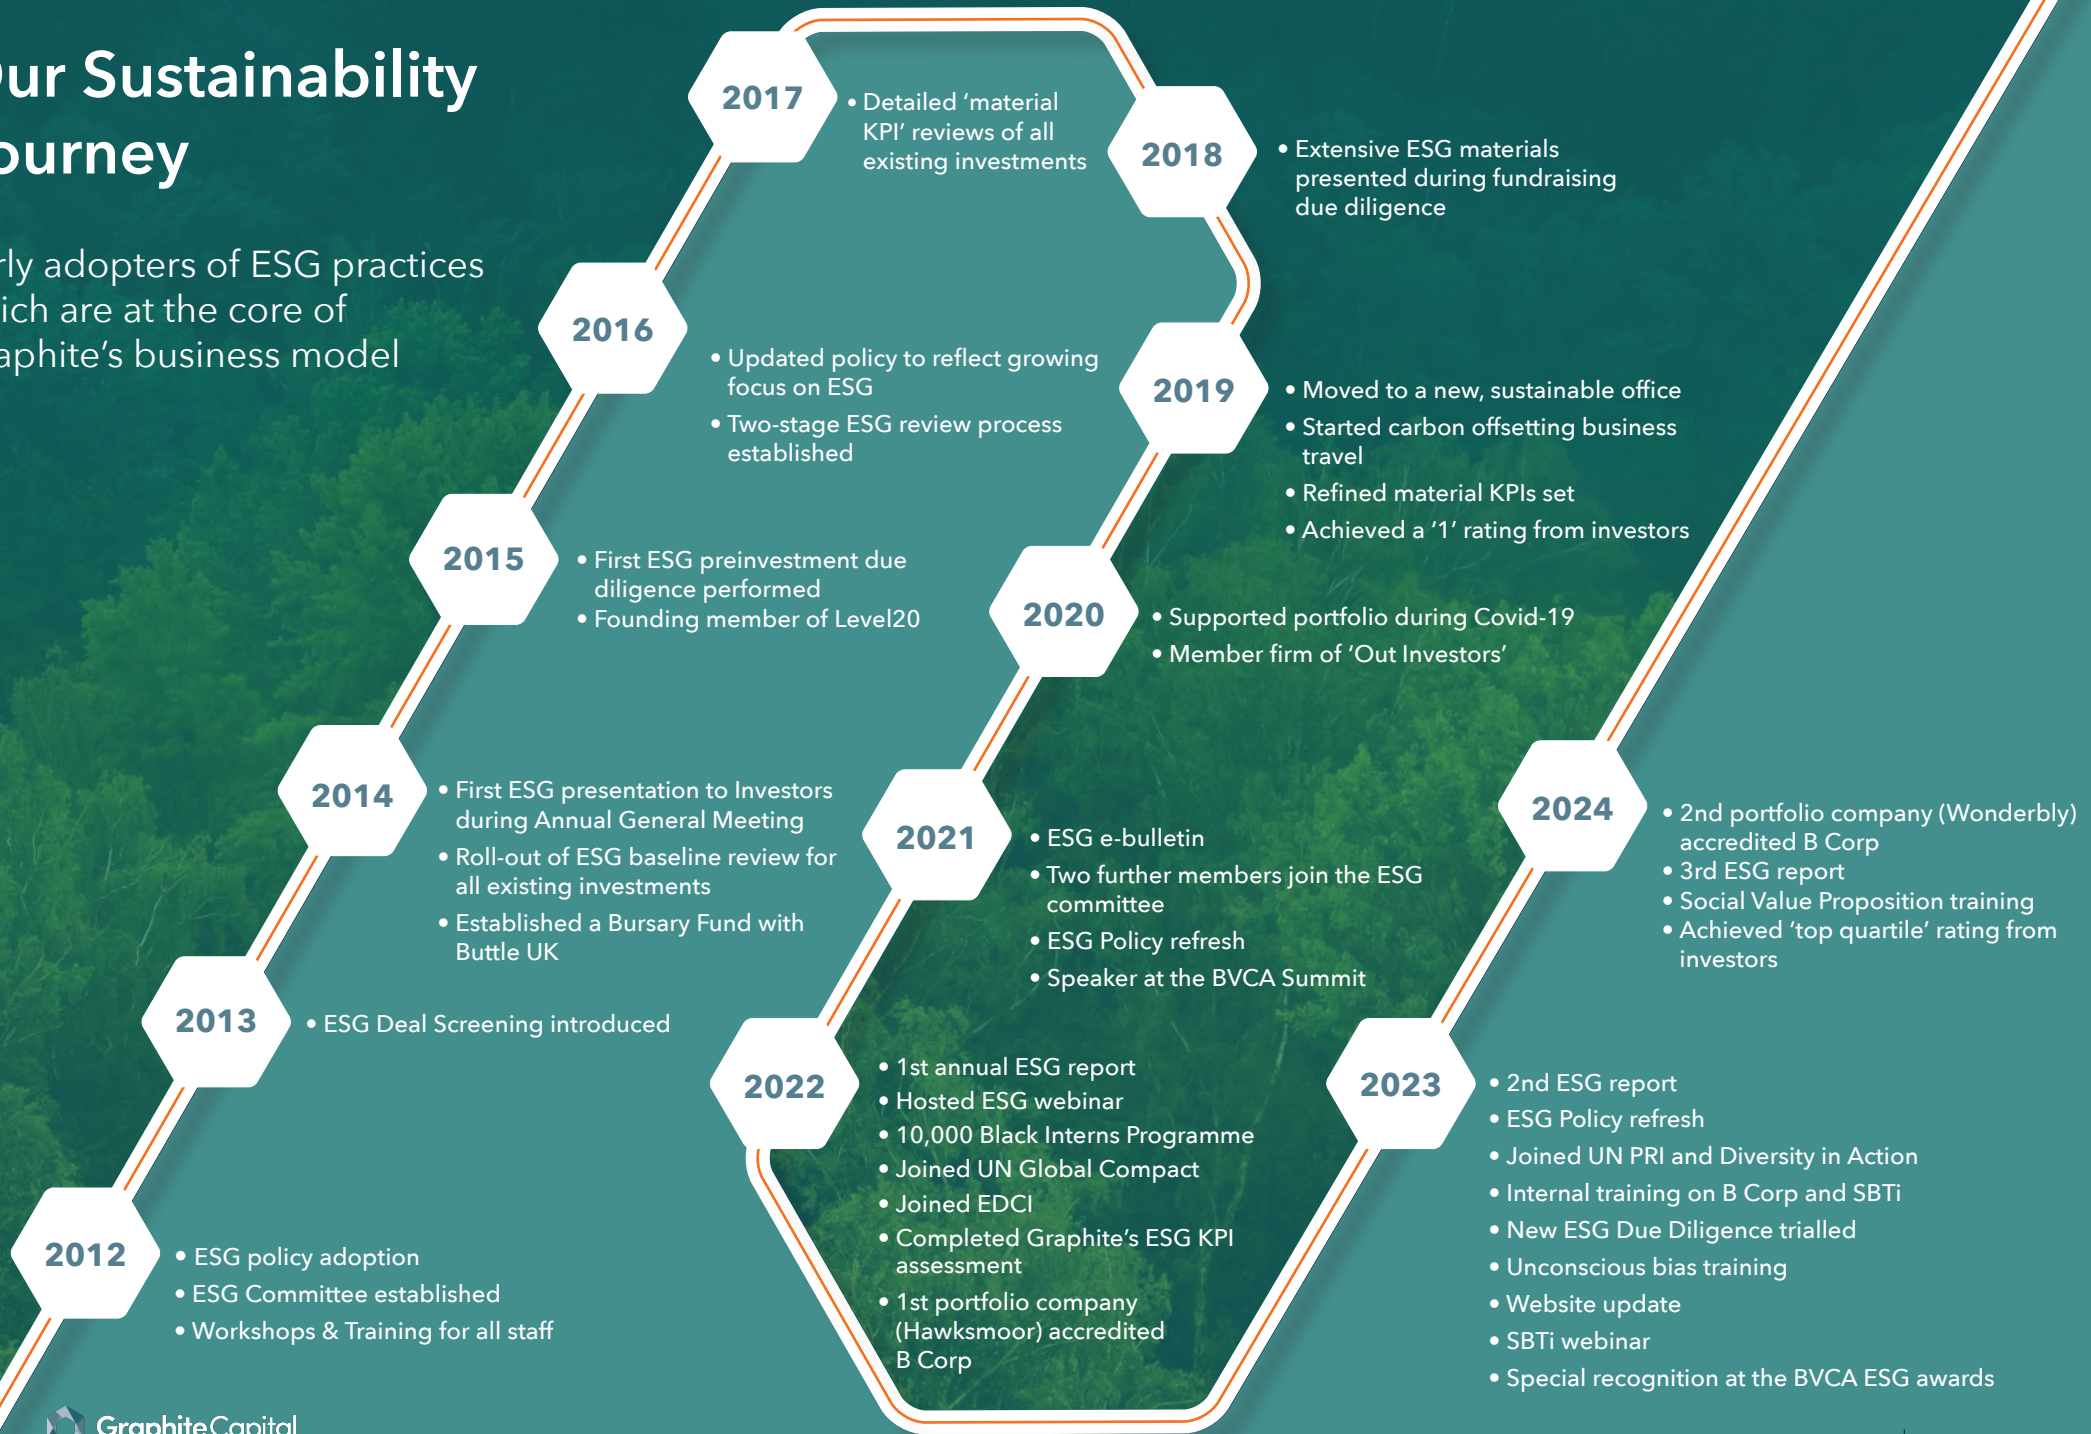 Our Sustainability
ourney
rly adopters of ESG practices
ich are at the core of
aphite's business model
2012
• ESG policy adoption
• ESG Committee established
• Workshops & Training for all staff
2013
• ESG Deal Screening introduced
2014
• First ESG presentation to Investors
during Annual General Meeting
• Roll-out of ESG baseline review for
all existing investments
• Established a Bursary Fund with
Buttle UK
2015
• First ESG preinvestment due
diligence performed
• Founding member of Level20
2016
• Updated policy to reflect growing
focus on ESG
• Two-stage ESG review process
established
2017
• Detailed ‘material
KPI’ reviews of all
existing investments
2018
• Extensive ESG materials
presented during fundraising
due diligence
2019
• Moved to a new, sustainable office
• Started carbon offsetting business
travel
• Refined material KPIs set
• Achieved a ‘1’ rating from investors
2020
• Supported portfolio during Covid-19
• Member firm of ‘Out Investors’
2021
• ESG e-bulletin
• Two further members join the ESG
committee
• ESG Policy refresh
• Speaker at the BVCA Summit
2022
• 1st annual ESG report
• Hosted ESG webinar
• 10,000 Black Interns Programme
• Joined UN Global Compact
• Joined EDCI
• Completed Graphite’s ESG KPI
assessment
• 1st portfolio company
(Hawksmoor) accredited
B Corp
2023
• 2nd ESG report
• ESG Policy refresh
• Joined UN PRI and Diversity in Action
• Internal training on B Corp and SBTi
• New ESG Due Diligence trialled
• Unconscious bias training
• Website update
• SBTi webinar
• Special recognition at the BVCA ESG awards
2024
• 2nd portfolio company (Wonderbly)
accredited B Corp
• 3rd ESG report
• Social Value Proposition training
• Achieved ‘top quartile’ rating from
investors
GraphiteCapital